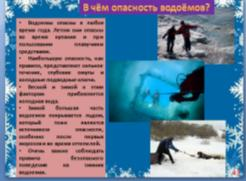 В чём опасность водоёмов?
• Водоемы опасны в любое
время года. Летом они опасны
во время купания и при
пользовании плавучими
средствами.
• Наибольшую опасность, как
правило, представляют сильное
течение, глубокие омуты и
холодные подводные ключи.
• Весной и зимой к этим
факторам прибавляется
холодная вода.
• Зимой большая часть
водоемов покрывается льдом,
который тоже является
источником опасности,
особенно после первых
морозов и во время оттепелей.
• Очень важно соблюдать
правила безопасного
поведения на зимних
водоемах.